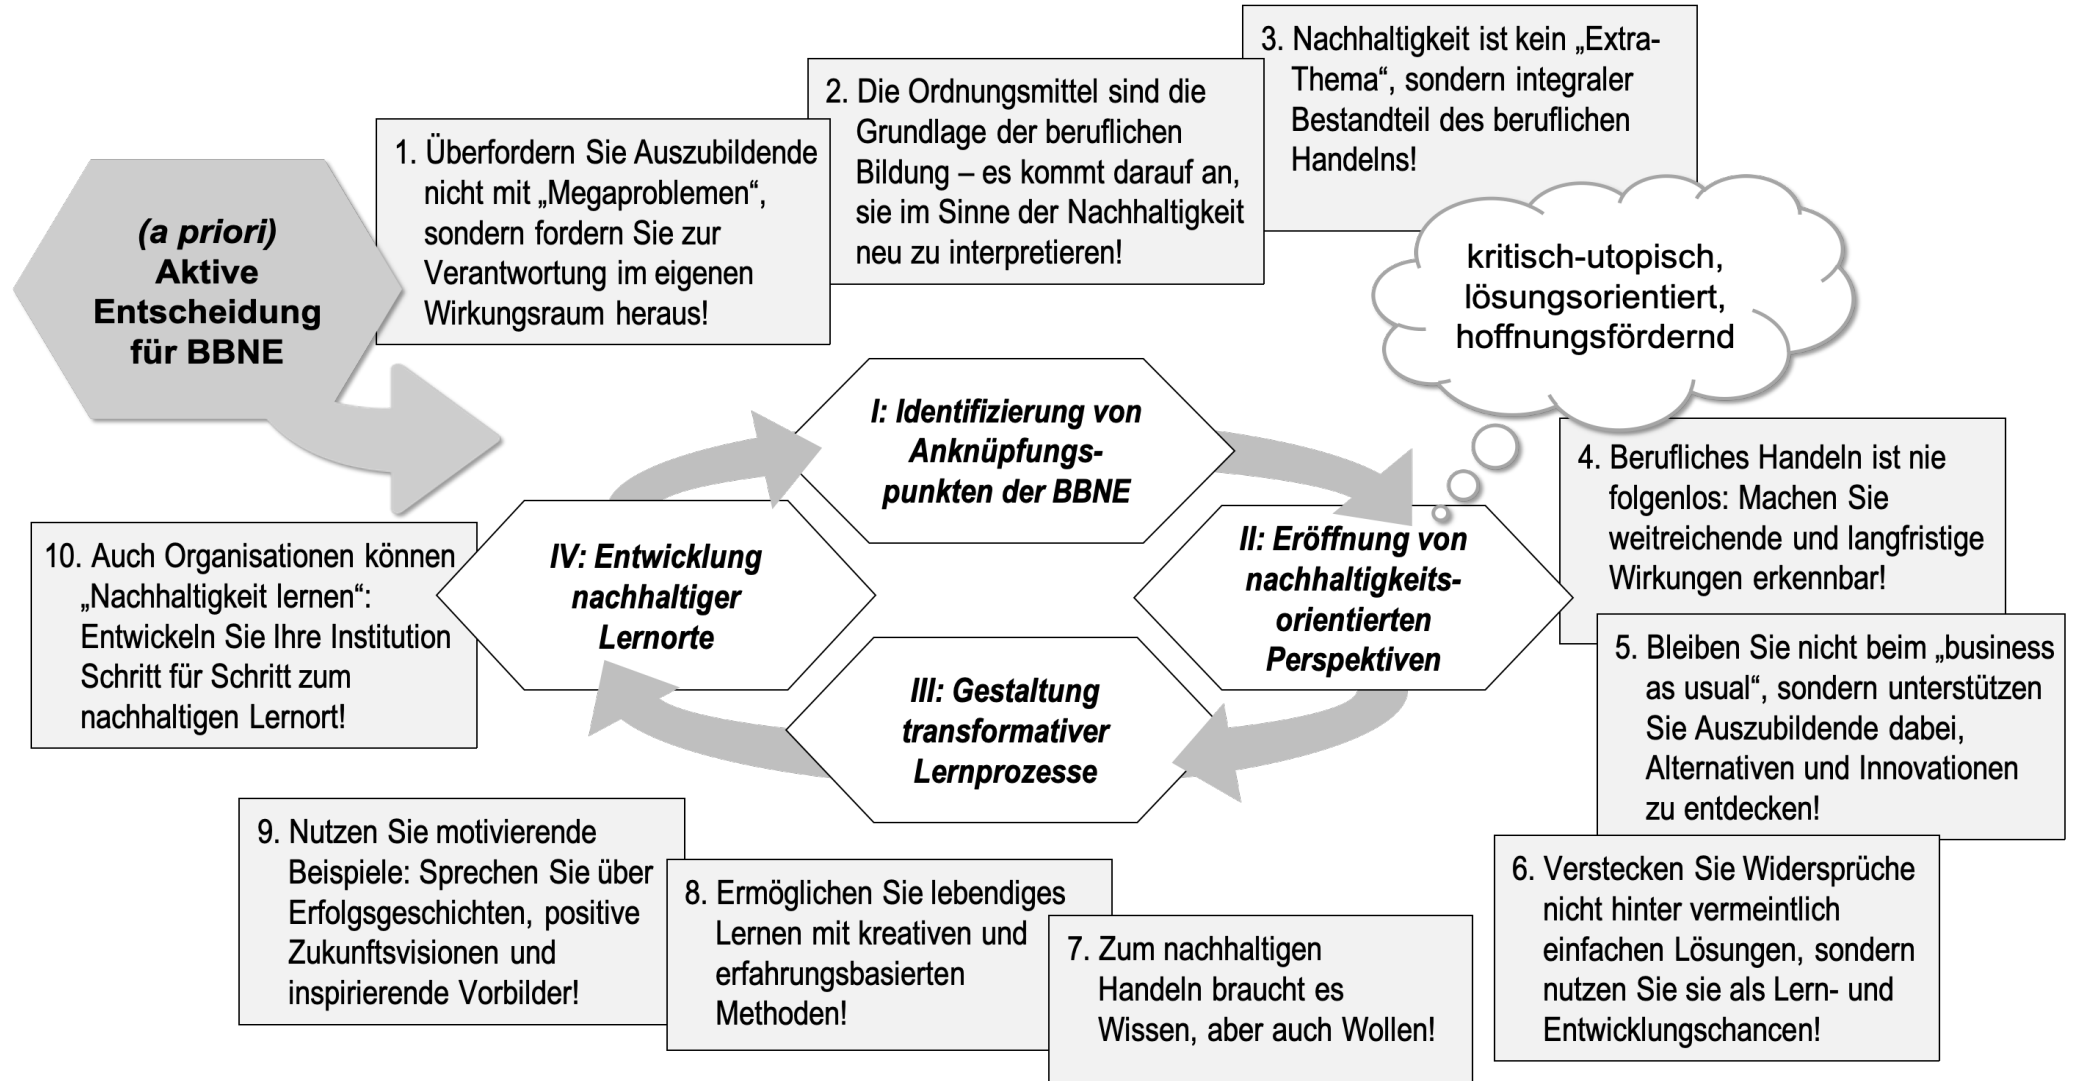 (a priori)
Aktive
Entscheidung
für BBNE
1. Überfordern Sie Auszubildende
nicht mit „Megaproblemen“,
sondern fordern Sie zur
Verantwortung im eigenen
Wirkungsraum heraus!
2. Die Ordnungsmittel sind die
Grundlage der beruflichen
Bildung – es kommt darauf an,
sie im Sinne der Nachhaltigkeit
neu zu interpretieren!
3. Nachhaltigkeit ist kein „Extra-
Thema“, sondern integraler
Bestandteil des beruflichen
Handelns!
kritisch-utopisch,
lösungsorientiert,
hoffnungsfördernd
I: Identifizierung von
Anknüpfungs-
punkten der BBNE
II: Eröffnung von
nachhaltigkeits-
orientierten
Perspektiven
III: Gestaltung
transformativer
Lernprozesse
IV: Entwicklung
nachhaltiger
Lernorte
4. Berufliches Handeln ist nie
folgenlos: Machen Sie
weitreichende und langfristige
Wirkungen erkennbar!
5. Bleiben Sie nicht beim „business
as usual“, sondern unterstützen
Sie Auszubildende dabei,
Alternativen und Innovationen
zu entdecken!
6. Verstecken Sie Widersprüche
nicht hinter vermeintlich
einfachen Lösungen, sondern
nutzen Sie sie als Lern- und
Entwicklungschancen!
7. Zum nachhaltigen
Handeln braucht es
Wissen, aber auch Wollen!
8. Ermöglichen Sie lebendiges
Lernen mit kreativen und
erfahrungsbasierten
Methoden!
9. Nutzen Sie motivierende
Beispiele: Sprechen Sie über
Erfolgsgeschichten, positive
Zukunftsvisionen und
inspirierende Vorbilder!
10. Auch Organisationen können
„Nachhaltigkeit lernen“:
Entwickeln Sie Ihre Institution
Schritt für Schritt zum
nachhaltigen Lernort!